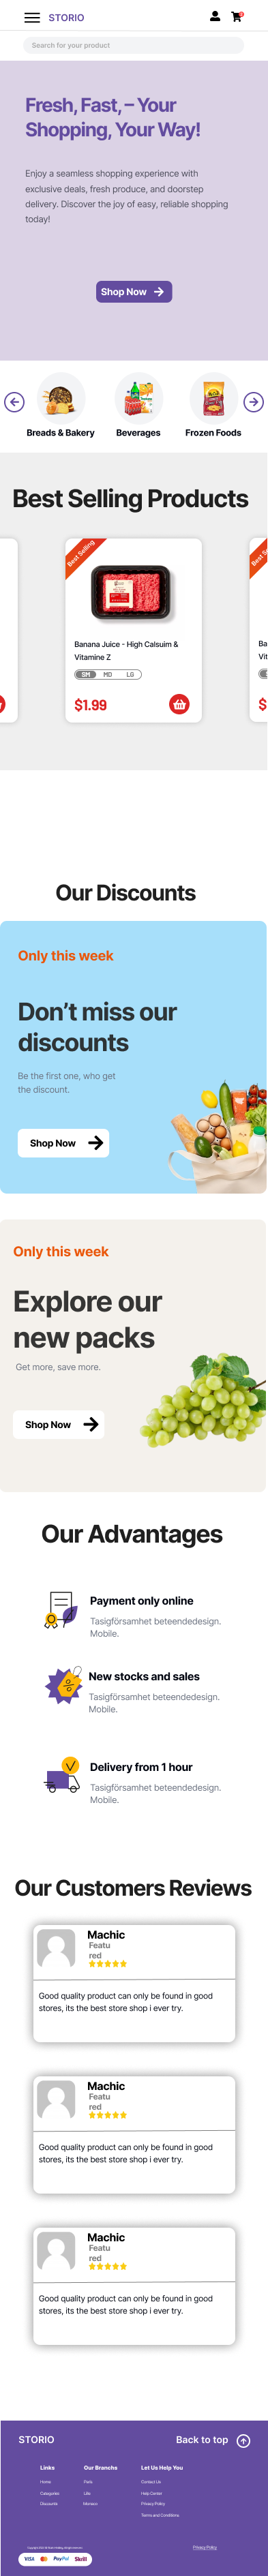 STORIO
Search for your product
Fresh, Fast, – Your
Shopping, Your Way!
Enjoy a seamless shopping experience with
exclusive deals, fresh produce, and doorstep
delivery. Discover the joy of easy, reliable shopping
today!
Shop Now
Breads & Bakery
Beverages
Frozen Foods
Best Selling Products
Best Selling
Banana Juice - High Calsuim &
Vitamine Z
SM MD LG
$1.99
Best Se
Ba
Vit
$
Our Discounts
Only this week
Don’t miss our
discounts
Be the first one, who get
the discount.
Shop Now
Only this week
Explore our
new packs
Get more, save more.
Shop Now
Our Advantages
Payment only online
Tasigförsamhet beteendedesign.
Mobile.
New stocks and sales
Tasigförsamhet beteendedesign.
Mobile.
Delivery from 1 hour
Tasigförsamhet beteendedesign.
Mobile.
Our Customers Reviews
Machic
Featu
red
Good quality product can only be found in good
stores, its the best store shop i ever try.
Machic
Featu
red
Good quality product can only be found in good
stores, its the best store shop i ever try.
Machic
Featu
red
Good quality product can only be found in good
stores, its the best store shop i ever try.
STORIO
Back to top
Links
Our Branchs
Let Us Help You
Home
Paris
Contact Us
Categories
Lille
Help Center
Discounts
Monaco
Privacy Policy
Terms and Conditions
Privacy Policy
VISA PayPal Skrill